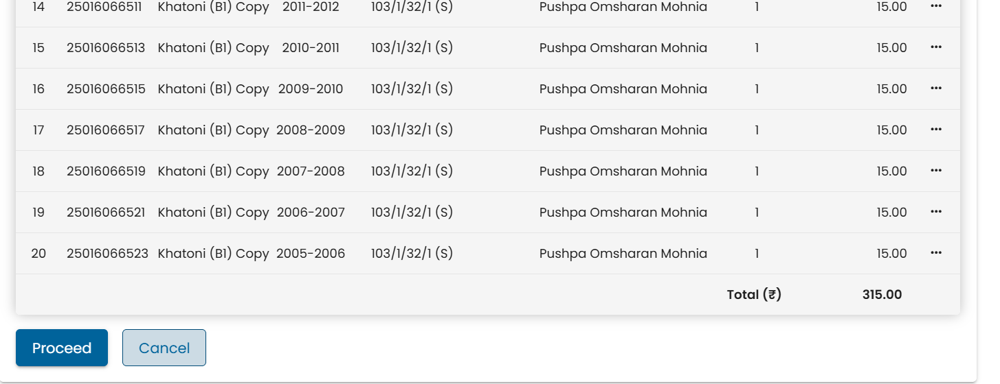 14 25016066511 Khatoni (B1) Copy 2011-2012 103/1/32/1 (S) Pushpa Omsharan Mohnia 1 15.00 •••
15 25016066513 Khatoni (B1) Copy 2010-2011 103/1/32/1 (S) Pushpa Omsharan Mohnia 1 15.00 •••
16 25016066515 Khatoni (B1) Copy 2009-2010 103/1/32/1 (S) Pushpa Omsharan Mohnia 1 15.00 •••
17 25016066517 Khatoni (B1) Copy 2008-2009 103/1/32/1 (S) Pushpa Omsharan Mohnia 1 15.00 •••
18 25016066519 Khatoni (B1) Copy 2007-2008 103/1/32/1 (S) Pushpa Omsharan Mohnia 1 15.00 •••
19 25016066521 Khatoni (B1) Copy 2006-2007 103/1/32/1 (S) Pushpa Omsharan Mohnia 1 15.00 •••
20 25016066523 Khatoni (B1) Copy 2005-2006 103/1/32/1 (S) Pushpa Omsharan Mohnia 1 15.00 •••
Total (₹) 315.00
Proceed Cancel